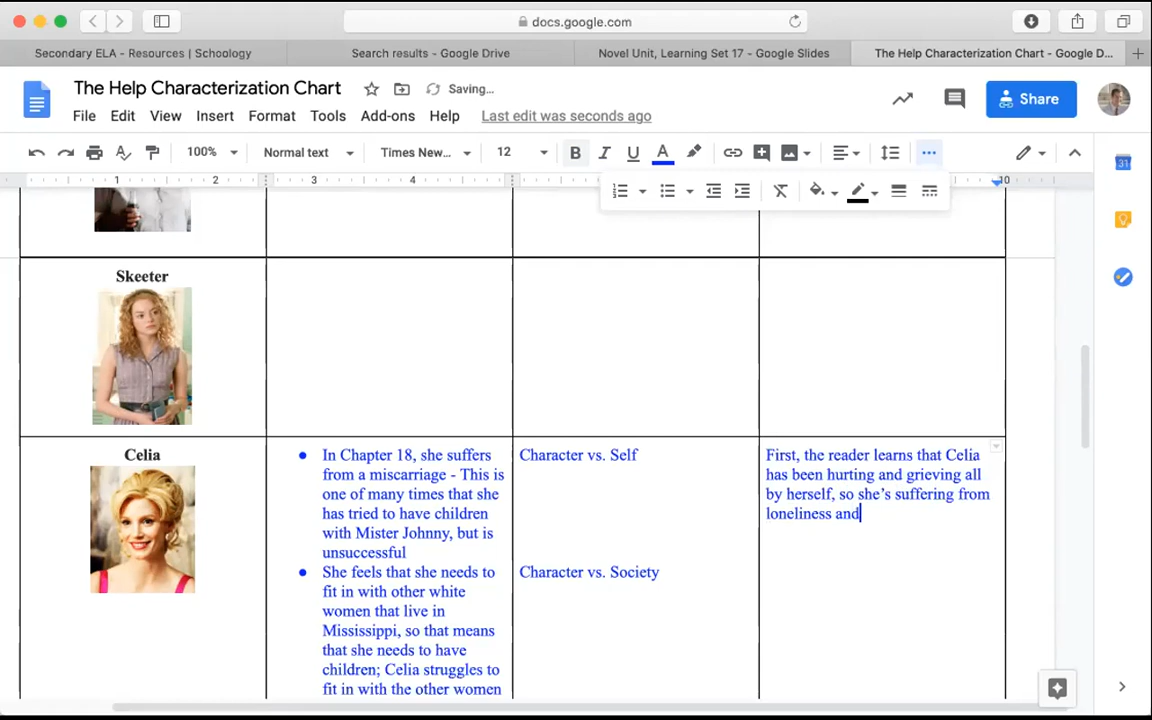 docs.google.com
Secondary ELA - Resources | Schoology
Search results - Google Drive
Novel Unit, Learning Set 17 - Google Slides
The Help Characterization Chart - Google D...
The Help Characterization Chart
Saving...
File Edit View Insert Format Tools Add-ons Help Last edit was seconds ago
Share
100% Normal text Times New... 12 B I U A
1 2 3 4 10
31
Skeeter
Celia
In Chapter 18, she suffers
from a miscarriage - This is
one of many times that she
has tried to have children
with Mister Johnny, but is
unsuccessful
She feels that she needs to
fit in with other white
women that live in
Mississippi, so that means
that she needs to have
children; Celia struggles to
fit in with the other women
Character vs. Self
Character vs. Society
First, the reader learns that Celia
has been hurting and grieving all
by herself, so she’s suffering from
loneliness and